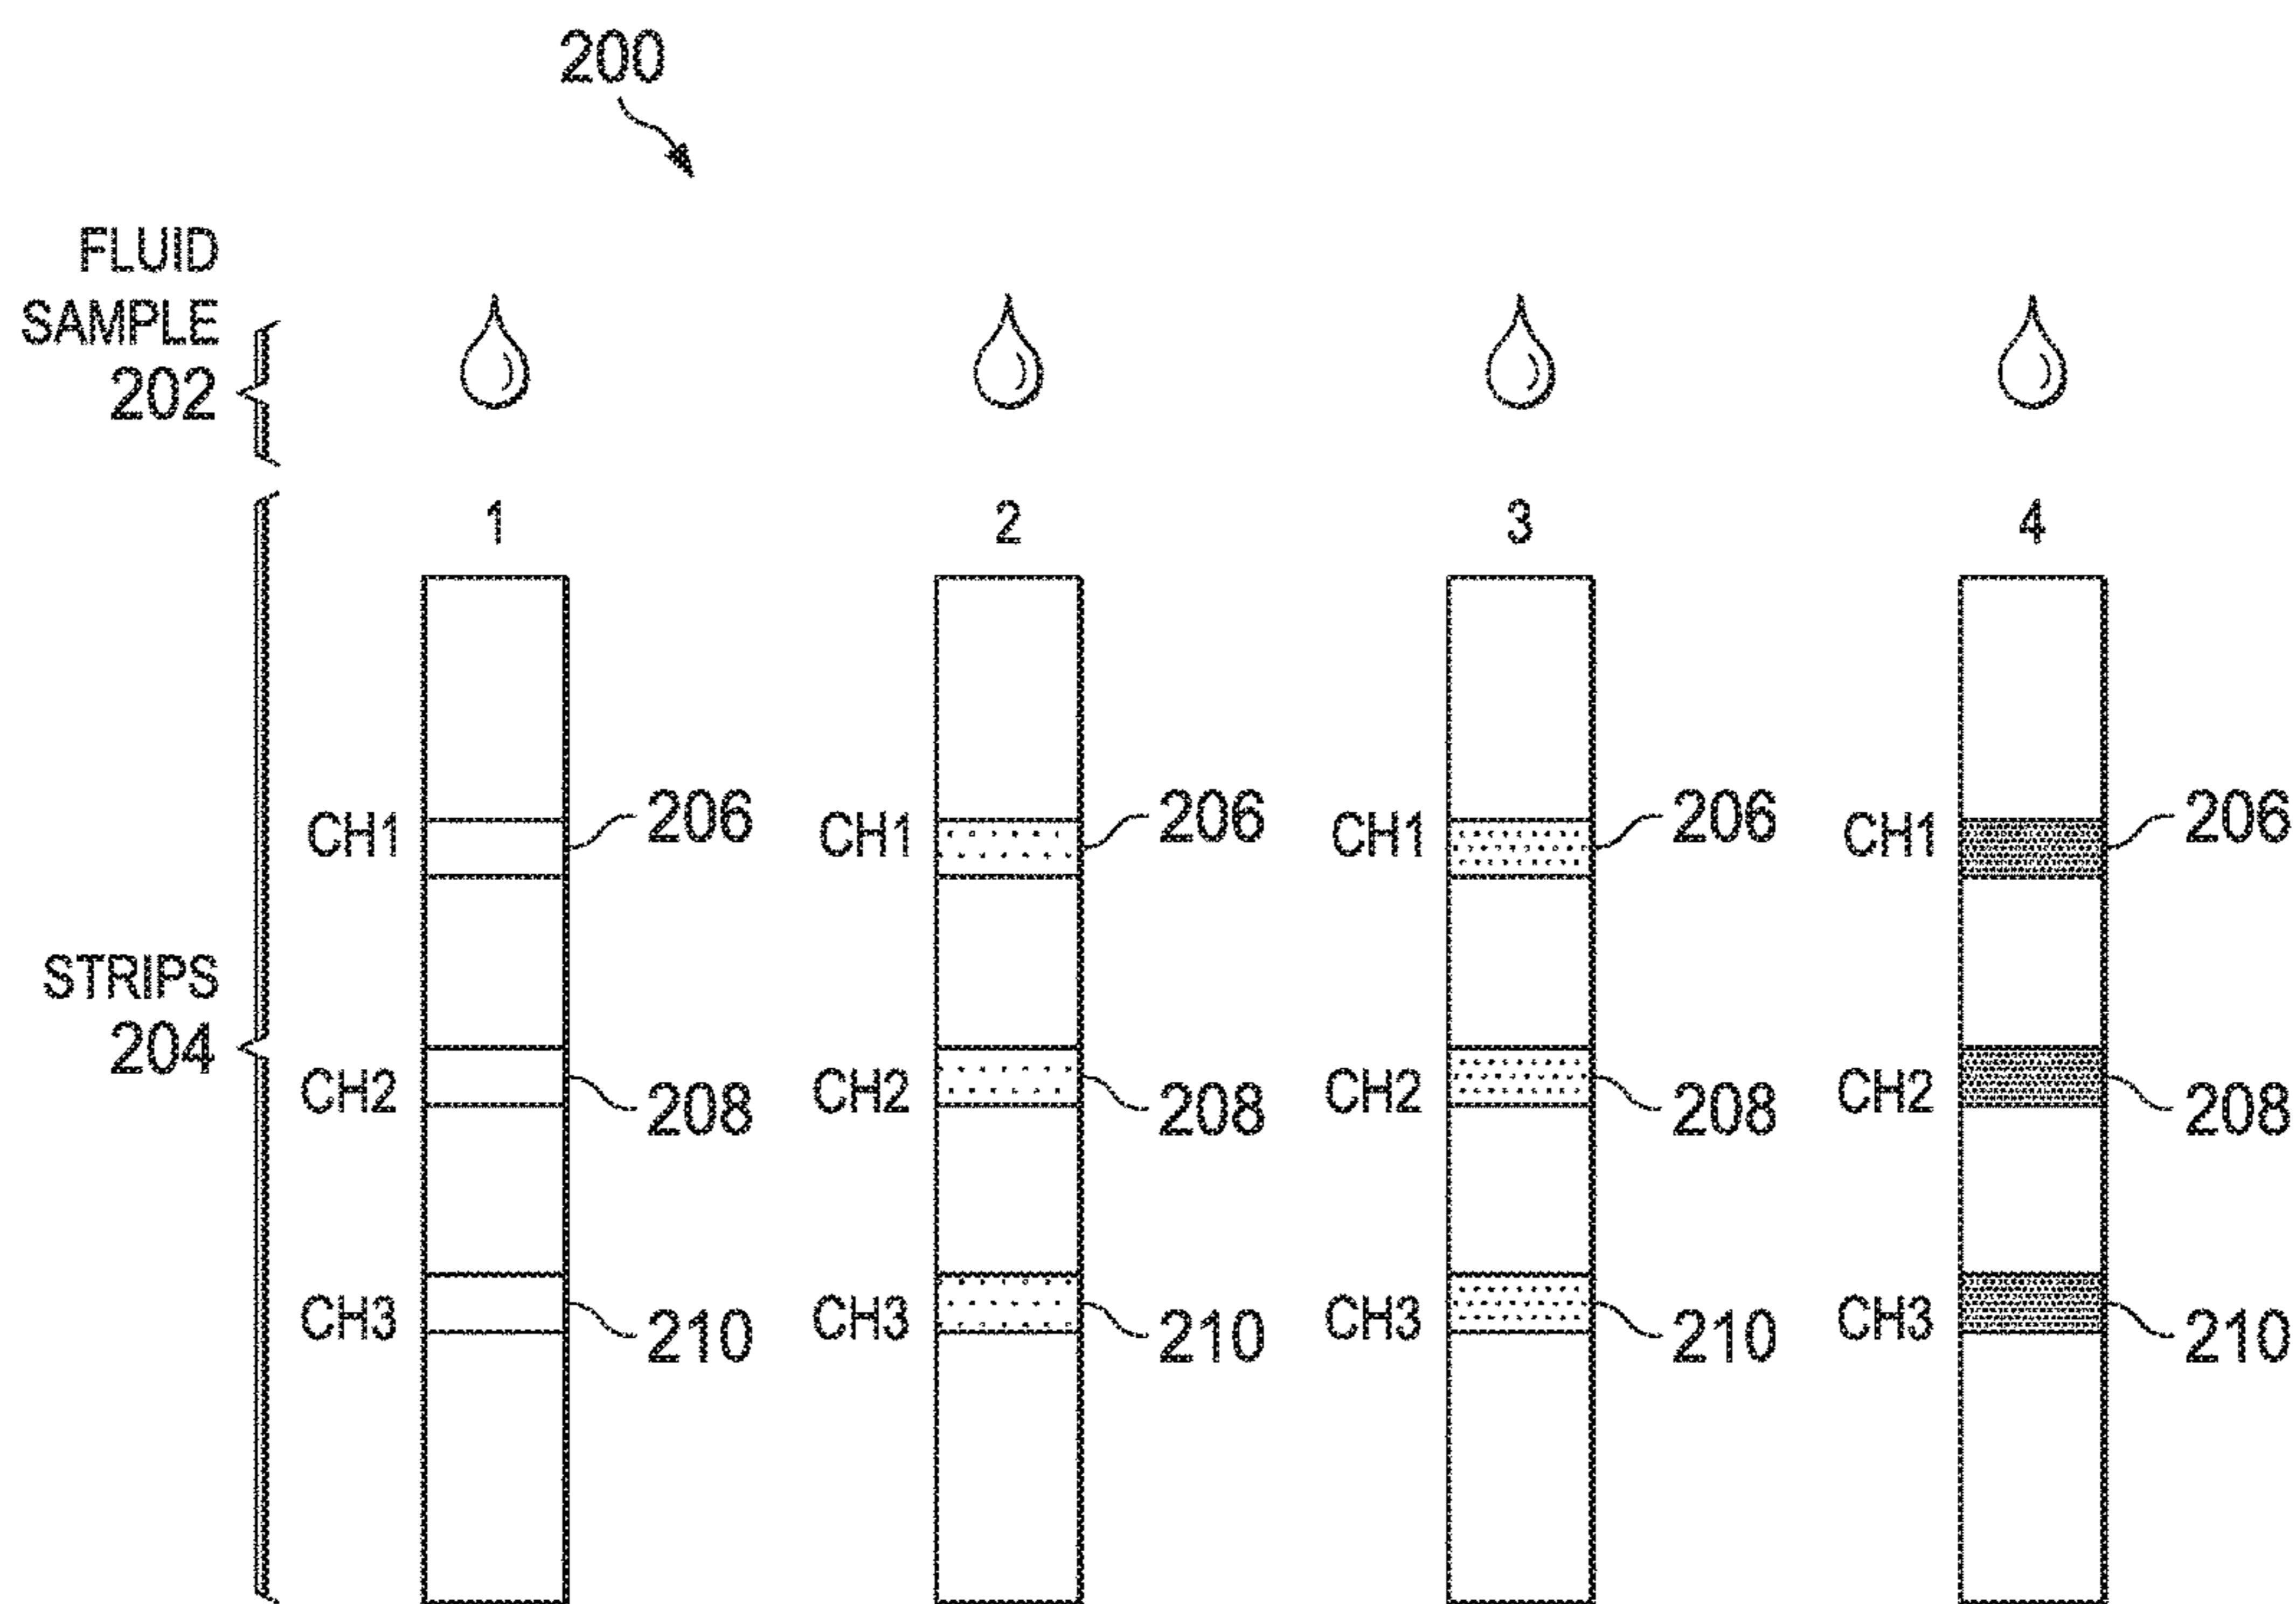 200
FLUID
SAMPLE
202
1 2 3 4
CH1 206 CH1 206 CH1 206 CH1 206
STRIPS
204
CH2 208 CH2 208 CH2 208 CH2 208
CH3 210 CH3 210 CH3 210 CH3 210